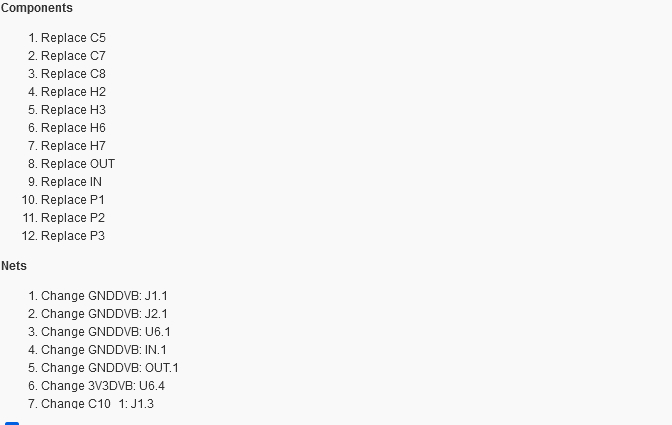 Components
1. Replace C5
2. Replace C7
3. Replace C8
4. Replace H2
5. Replace H3
6. Replace H6
7. Replace H7
8. Replace OUT
9. Replace IN
10. Replace P1
11. Replace P2
12. Replace P3
Nets
1. Change GNDDVB: J1.1
2. Change GNDDVB: J2.1
3. Change GNDDVB: U6.1
4. Change GNDDVB: IN.1
5. Change GNDDVB: OUT.1
6. Change 3V3DVB: U6.4
7. Change C10_1: J1.3